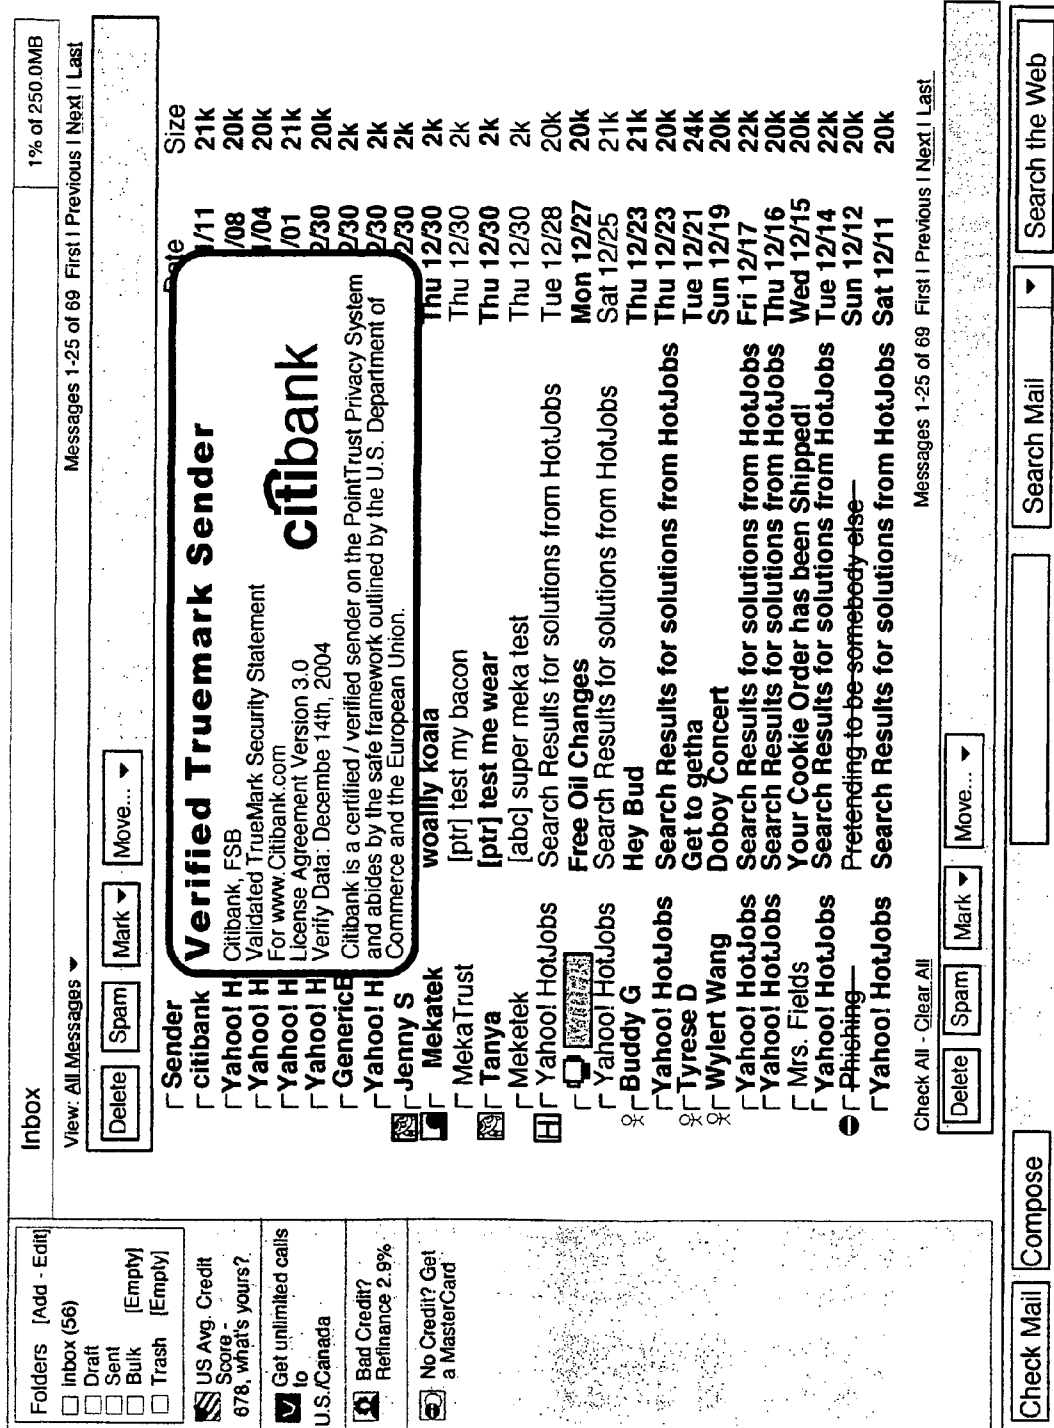 Folders [Add - Edit]
Inbox (56)
Draft
Sent
Bulk [Empty]
Trash [Empty]
US Avg. Credit
Score -
678, what's yours?
Get unlimited calls
to
U.S./Canada
Bad Credit?
Refinance 2.9%
No Credit? Get
a MasterCard
Inbox 1% of 250.0MB
View: All Messages Messages 1-25 of 69 First | Previous | Next | Last
Delete Spam Mark Move...
Sender Date Size
citibank /11 21k
Yahoo! H /08 20k
Yahoo! H /04 20k
Yahoo! H /01 21k
Yahoo! H 2/30 20k
GenericB 2/30 2k
Yahoo! H 2/30 2k
Jenny S 2/30 2k
Verified Truemark Sender
Citibank, FSB
Validated TrueMark Security Statement
For www.Citibank.com
License Agreement Version 3.0
Verify Data: Decembe 14th, 2004
citibank
Citibank is a certified / verified sender on the PointTrust Privacy System
and abides by the safe framework outlined by the U.S. Department of
Commerce and the European Union.
Mekatek woallly koala Thu 12/30 2k
MekaTrust [ptr] test my bacon Thu 12/30 2k
Tanya [ptr] test me wear Thu 12/30 2k
Meketek [abc] super meka test Thu 12/30 2k
Yahoo! HotJobs Search Results for solutions from HotJobs Tue 12/28 20k
Free Oil Changes Mon 12/27 20k
Yahoo! HotJobs Search Results for solutions from HotJobs Sat 12/25 21k
Buddy G Hey Bud Thu 12/23 21k
Yahoo! HotJobs Search Results for solutions from HotJobs Thu 12/23 20k
Tyrese D Get to getha Tue 12/21 24k
Wylert Wang Doboy Concert Sun 12/19 20k
Yahoo! HotJobs Search Results for solutions from HotJobs Fri 12/17 22k
Yahoo! HotJobs Search Results for solutions from HotJobs Thu 12/16 20k
Mrs. Fields Your Cookie Order has been Shipped! Wed 12/15 20k
Yahoo! HotJobs Search Results for solutions from HotJobs Tue 12/14 22k
Phiching Pretending to be somebody else Sun 12/12 20k
Yahoo! HotJobs Search Results for solutions from HotJobs Sat 12/11 20k
Check All - Clear All Messages 1-25 of 69 First | Previous | Next | Last
Delete Spam Mark Move...
Check Mail Compose Search Mail Search the Web